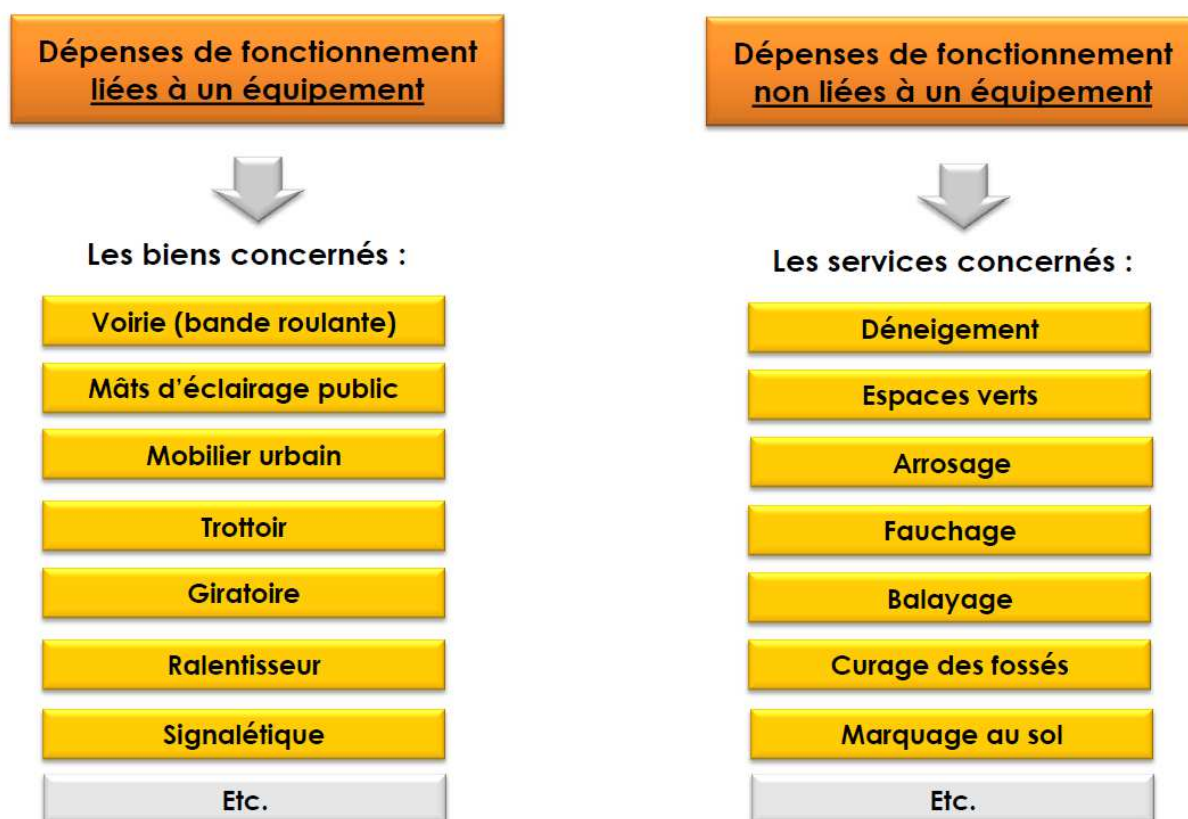 Dépenses de fonctionnement
liées à un équipement
Les biens concernés :
Voirie (bande roulante)
Mâts d'éclairage public
Mobilier urbain
Trottoir
Giratoire
Ralentisseur
Signalétique
Etc.
Dépenses de fonctionnement
non liées à un équipement
Les services concernés :
Déneigement
Espaces verts
Arrosage
Fauchage
Balayage
Curage des fossés
Marquage au sol
Etc.